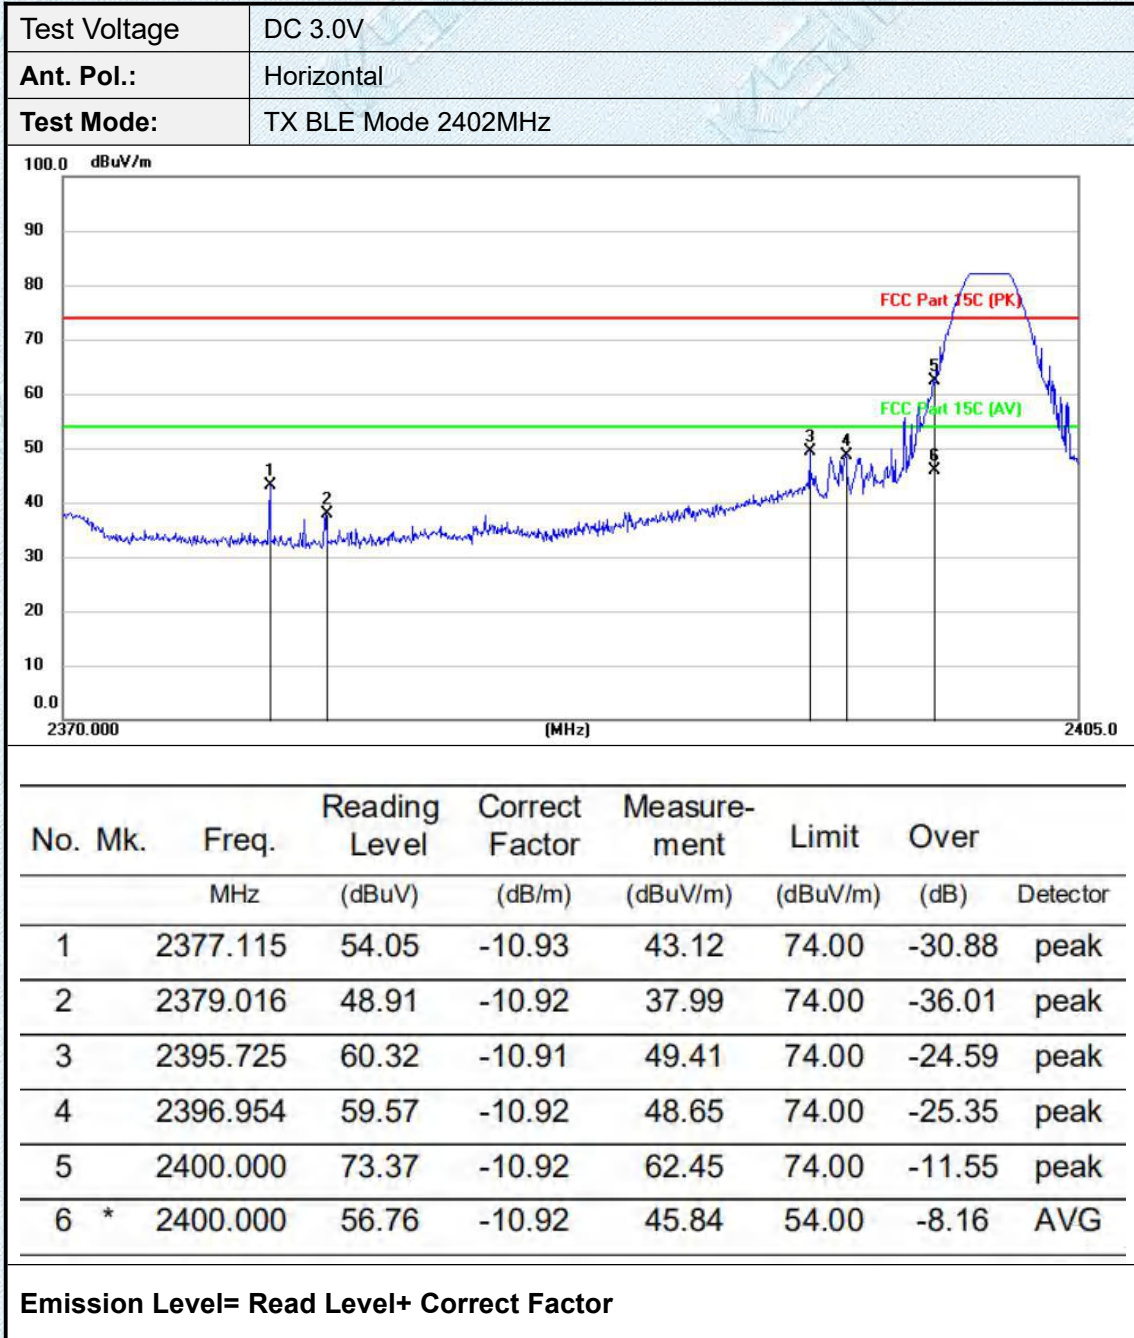 Test Voltage DC 3.0V
Ant. Pol.: Horizontal
Test Mode: TX BLE Mode 2402MHz
100.0 dBuV/m
90
80
FCC Part 15C (PK)
70
60
5
FCC Part 15C (AV)
50
3 4
1
6
40
2
30
20
10
0.0
2370.000 (MHz) 2405.0
No. Mk. Freq. Reading Level Correct Factor Measure-ment Limit Over
MHz (dBuV) (dB/m) (dBuV/m) (dBuV/m) (dB) Detector
1 2377.115 54.05 -10.93 43.12 74.00 -30.88 peak
2 2379.016 48.91 -10.92 37.99 74.00 -36.01 peak
3 2395.725 60.32 -10.91 49.41 74.00 -24.59 peak
4 2396.954 59.57 -10.92 48.65 74.00 -25.35 peak
5 2400.000 73.37 -10.92 62.45 74.00 -11.55 peak
6 * 2400.000 56.76 -10.92 45.84 54.00 -8.16 AVG
Emission Level= Read Level+ Correct Factor